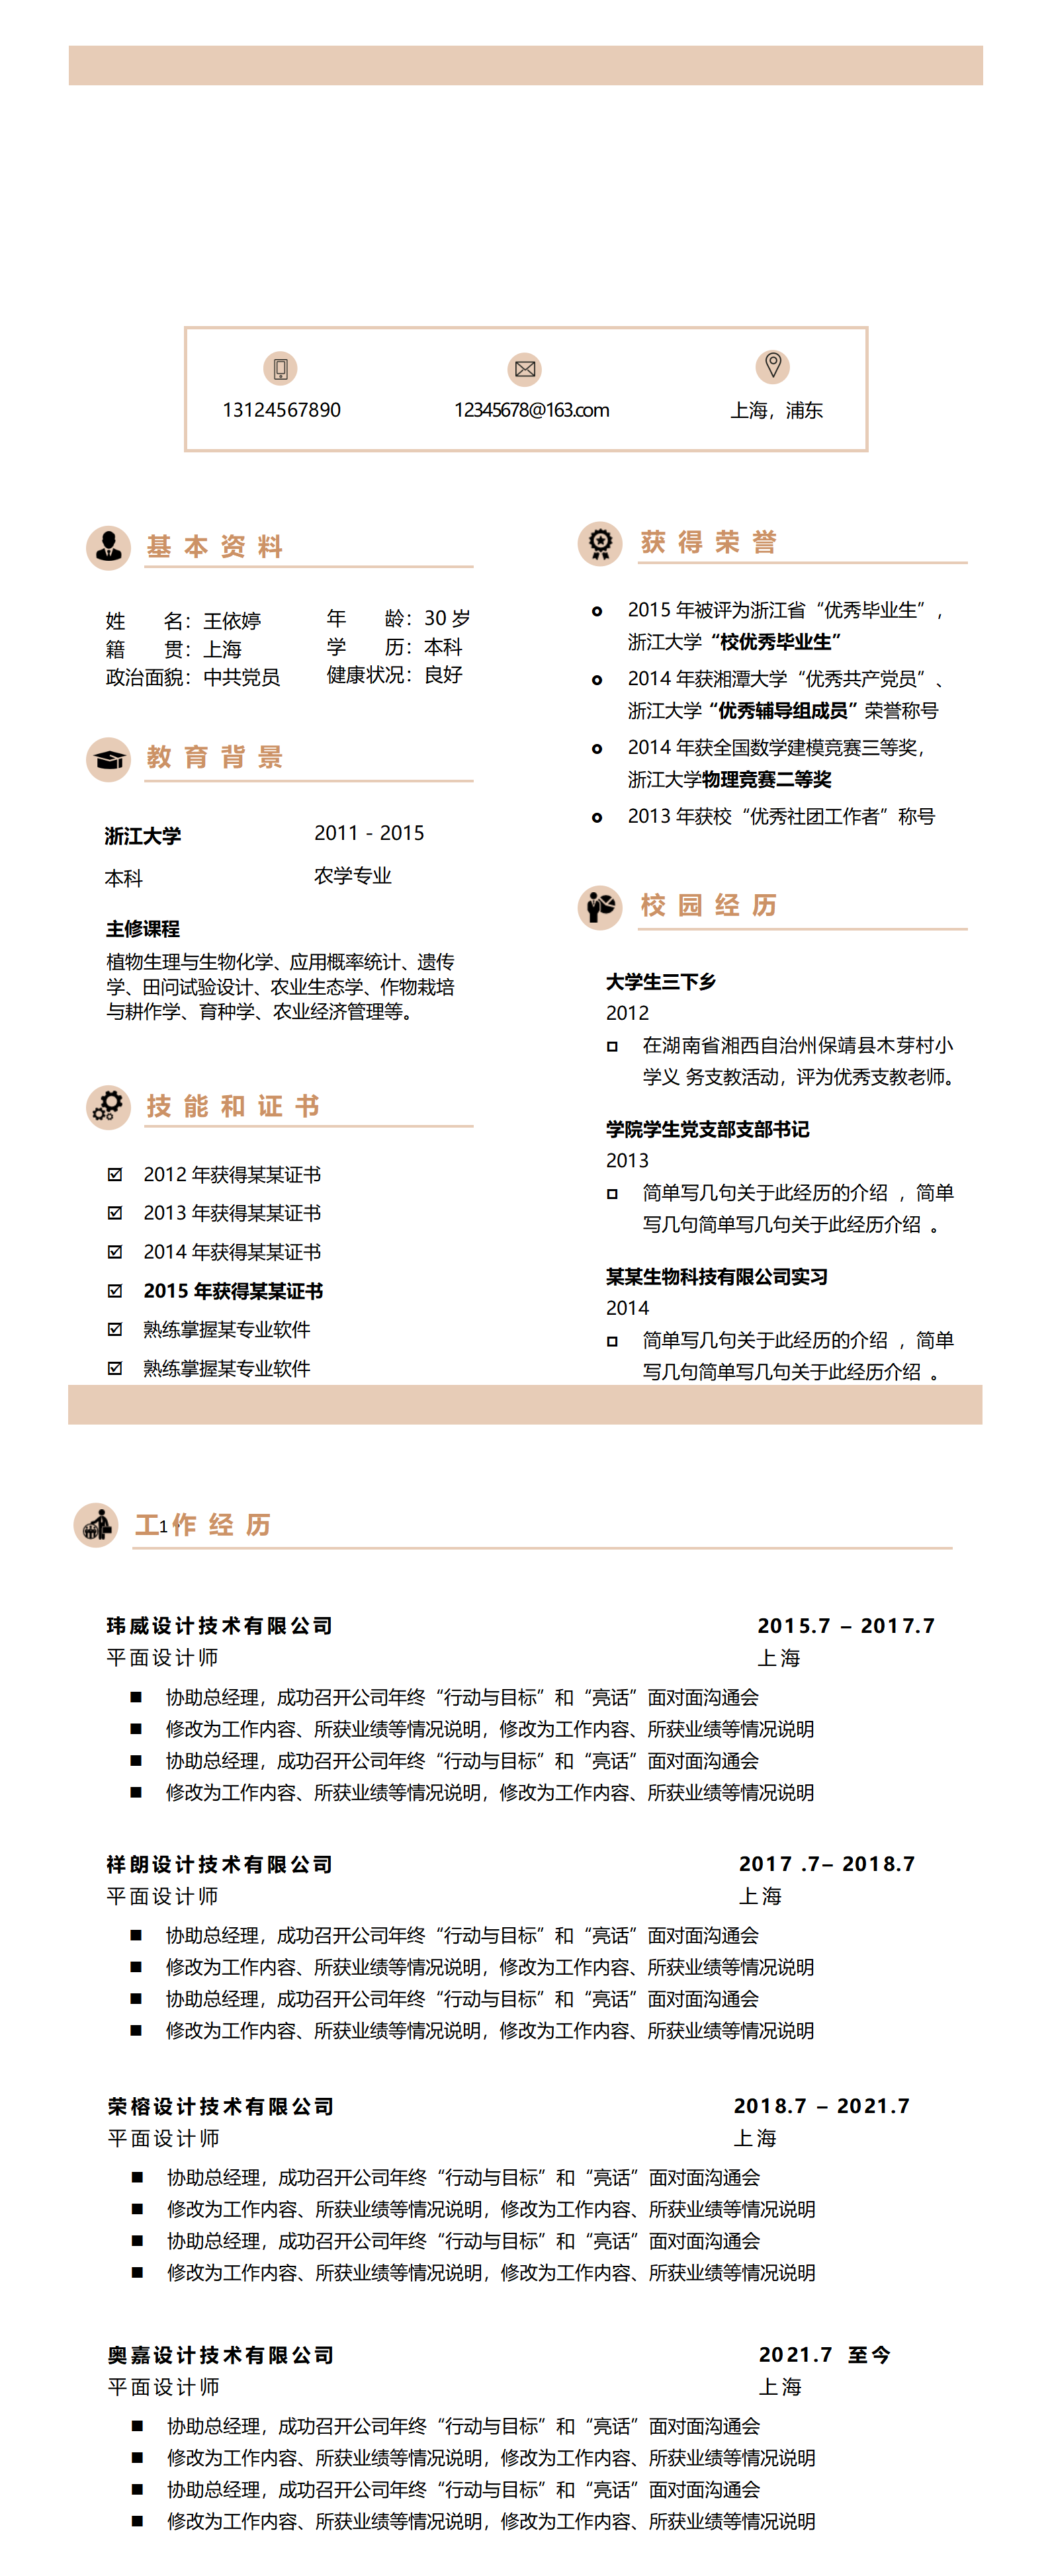 13124567890
12345678@163.com
上海，浦东
基本资料
姓 名：王依婷
籍 贯：上海
政治面貌：中共党员
年 龄：30 岁
学 历：本科
健康状况：良好
教育背景
浙江大学 2011 - 2015
本科 农学专业
主修课程
植物生理与生物化学、应用概率统计、遗传
学、田间试验设计、农业生态学、作物栽培
与耕作学、育种学、农业经济管理等。
技能和证书
2012 年获得某某证书
2013 年获得某某证书
2014 年获得某某证书
2015 年获得某某证书
熟练掌握某专业软件
熟练掌握某专业软件
获得荣誉
2015 年被评为浙江省“优秀毕业生”，
浙江大学“校优秀毕业生”
2014 年获湘潭大学“优秀共产党员”、
浙江大学“优秀辅导组成员”荣誉称号
2014 年获全国数学建模竞赛三等奖，
浙江大学物理竞赛二等奖
2013 年获校“优秀社团工作者”称号
校园经历
大学生三下乡
2012
在湖南省湘西自治州保靖县木芽村小
学义 务支教活动，评为优秀支教老师。
学院学生党支部支部书记
2013
简单写几句关于此经历的介绍 ，简单
写几句简单写几句关于此经历介绍 。
某某生物科技有限公司实习
2014
简单写几句关于此经历的介绍 ，简单
写几句简单写几句关于此经历介绍 。
工作经历
1
玮威设计技术有限公司 2015.7 – 2017.7
平面设计师 上海
协助总经理，成功召开公司年终“行动与目标”和“亮话”面对面沟通会
修改为工作内容、所获业绩等情况说明，修改为工作内容、所获业绩等情况说明
协助总经理，成功召开公司年终“行动与目标”和“亮话”面对面沟通会
修改为工作内容、所获业绩等情况说明，修改为工作内容、所获业绩等情况说明
祥朗设计技术有限公司 2017 .7– 2018.7
平面设计师 上海
协助总经理，成功召开公司年终“行动与目标”和“亮话”面对面沟通会
修改为工作内容、所获业绩等情况说明，修改为工作内容、所获业绩等情况说明
协助总经理，成功召开公司年终“行动与目标”和“亮话”面对面沟通会
修改为工作内容、所获业绩等情况说明，修改为工作内容、所获业绩等情况说明
荣榕设计技术有限公司 2018.7 – 2021.7
平面设计师 上海
协助总经理，成功召开公司年终“行动与目标”和“亮话”面对面沟通会
修改为工作内容、所获业绩等情况说明，修改为工作内容、所获业绩等情况说明
协助总经理，成功召开公司年终“行动与目标”和“亮话”面对面沟通会
修改为工作内容、所获业绩等情况说明，修改为工作内容、所获业绩等情况说明
奥嘉设计技术有限公司 2021.7 至今
平面设计师 上海
协助总经理，成功召开公司年终“行动与目标”和“亮话”面对面沟通会
修改为工作内容、所获业绩等情况说明，修改为工作内容、所获业绩等情况说明
协助总经理，成功召开公司年终“行动与目标”和“亮话”面对面沟通会
修改为工作内容、所获业绩等情况说明，修改为工作内容、所获业绩等情况说明